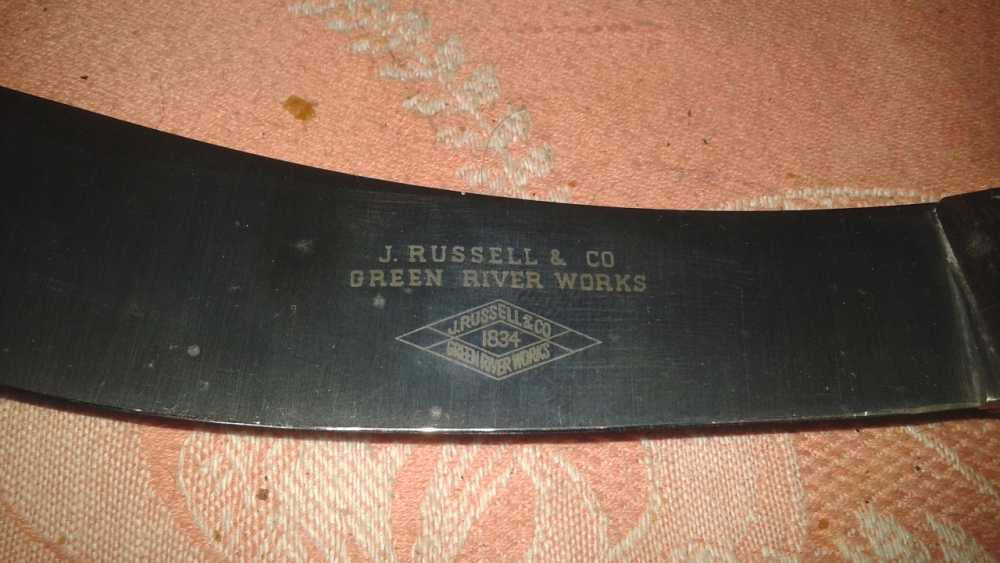 J. RUSSELL & CO
GREEN RIVER WORKS
J. RUSSELL & CO
1834
GREEN RIVER WORKS